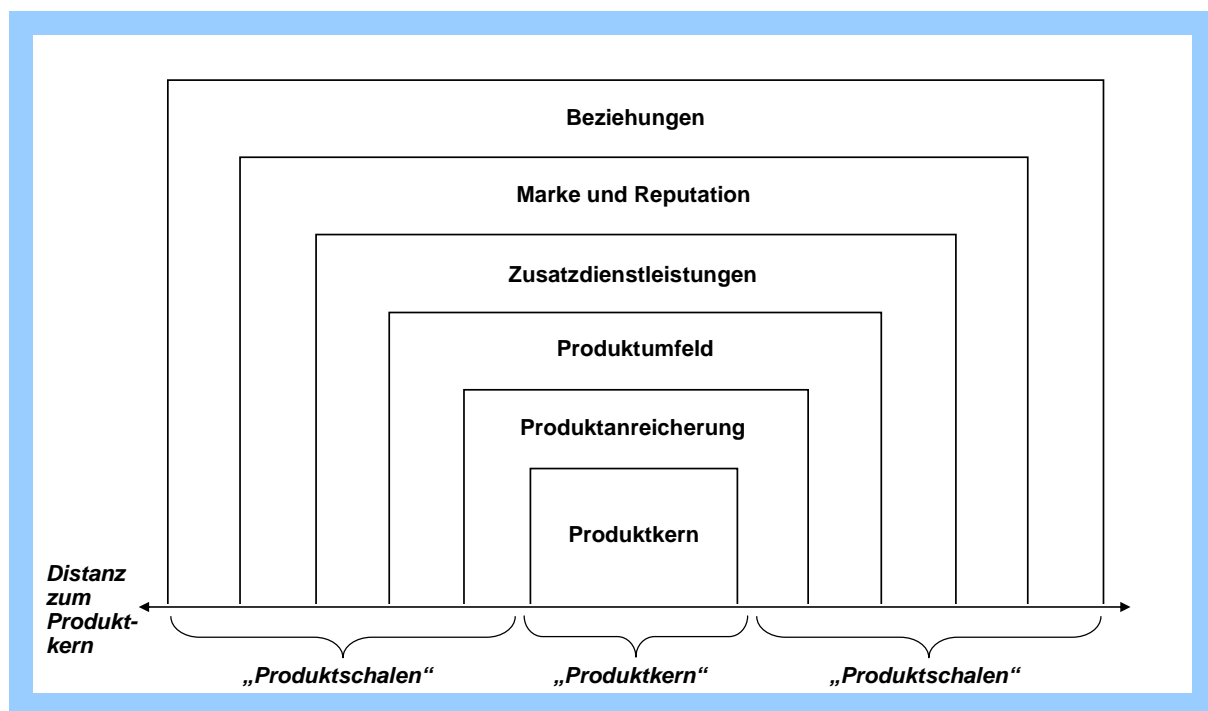 Beziehungen
Marke und Reputation
Zusatzdienstleistungen
Produktumfeld
Produktanreicherung
Produktkern
Distanz
zum
Produkt-
kern
„Produktschalen“
„Produktkern“
„Produktschalen“